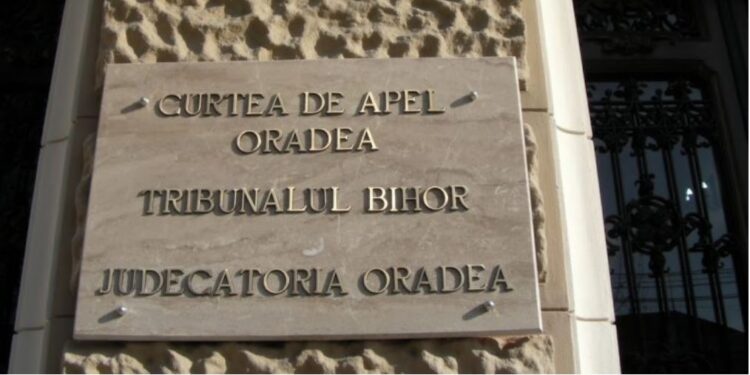 CURTEA DE APEL
ORADEA
TRIBUNALUL BIHOR
JUDECATORIA ORADEA